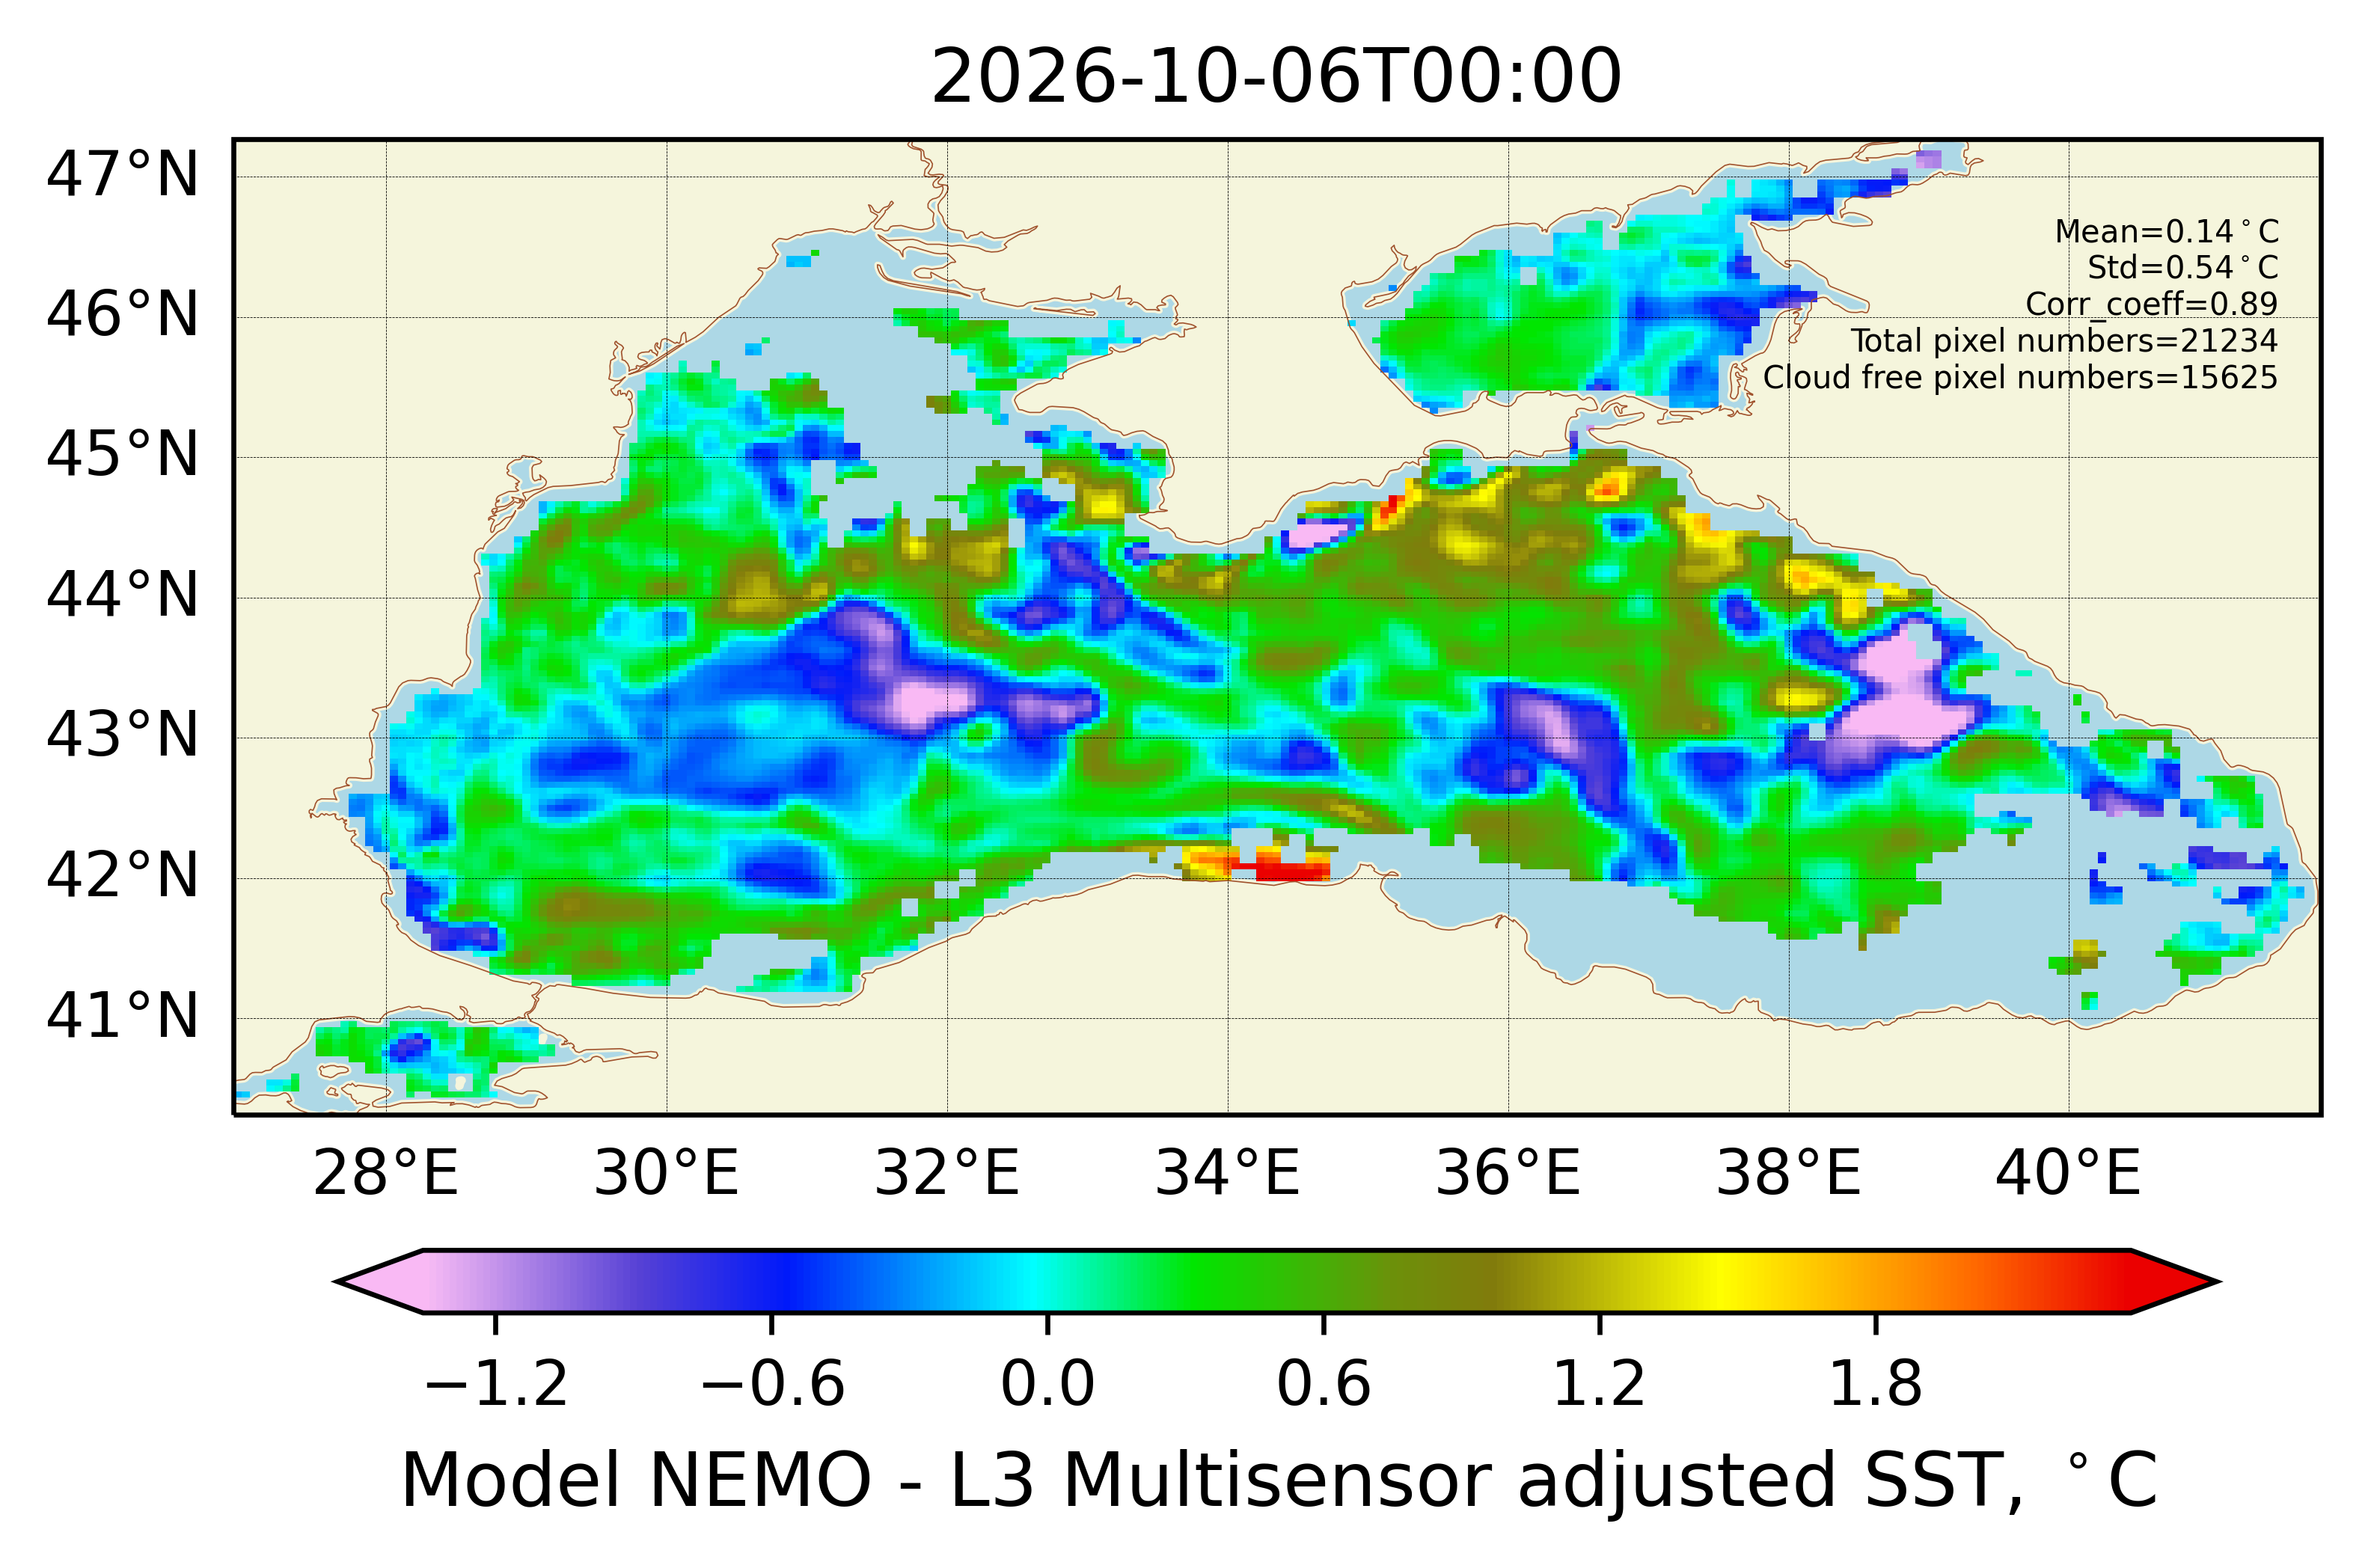 2026-10-06T00:00
47°N
46°N
45°N
44°N
43°N
42°N
41°N
Mean=0.14°C
Std=0.54°C
Corr_coeff=0.89
Total pixel numbers=21234
Cloud free pixel numbers=15625
28°E 30°E 32°E 34°E 36°E 38°E 40°E
−1.2 −0.6 0.0 0.6 1.2 1.8
Model NEMO - L3 Multisensor adjusted SST, °C